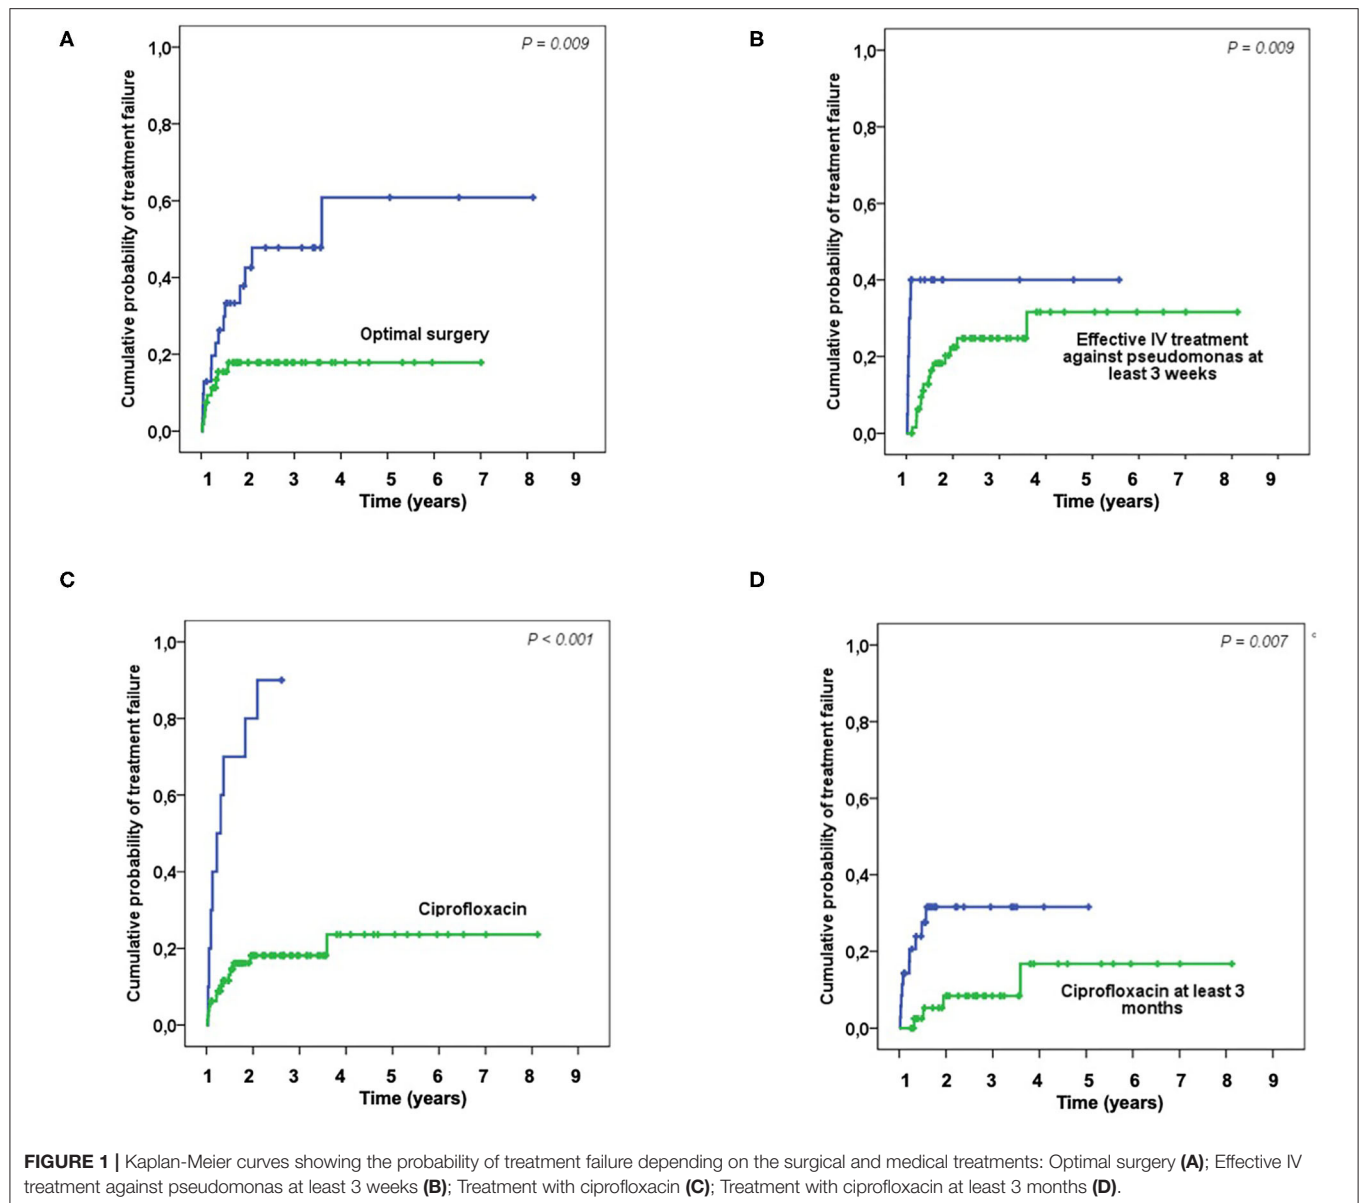 A
P = 0.009
Cumulative probability of treatment failure
1,0
0,8
0,6
0,4
0,2
0,0
Optimal surgery
1 2 3 4 5 6 7 8 9
Time (years)
B
P = 0.009
Cumulative probability of treatment failure
1,0
0,8
0,6
0,4
0,2
0,0
Effective IV treatment
against pseudomonas at
least 3 weeks
1 2 3 4 5 6 7 8 9
Time (years)
C
P < 0.001
Cumulative probability of treatment failure
1,0
0,8
0,6
0,4
0,2
0,0
Ciprofloxacin
1 2 3 4 5 6 7 8 9
Time (years)
D
P = 0.007
c
Cumulative probability of treatment failure
1,0
0,8
0,6
0,4
0,2
0,0
Ciprofloxacin at least 3
months
1 2 3 4 5 6 7 8 9
Time (years)
FIGURE 1 | Kaplan-Meier curves showing the probability of treatment failure depending on the surgical and medical treatments: Optimal surgery (A); Effective IV
treatment against pseudomonas at least 3 weeks (B); Treatment with ciprofloxacin (C); Treatment with ciprofloxacin at least 3 months (D).